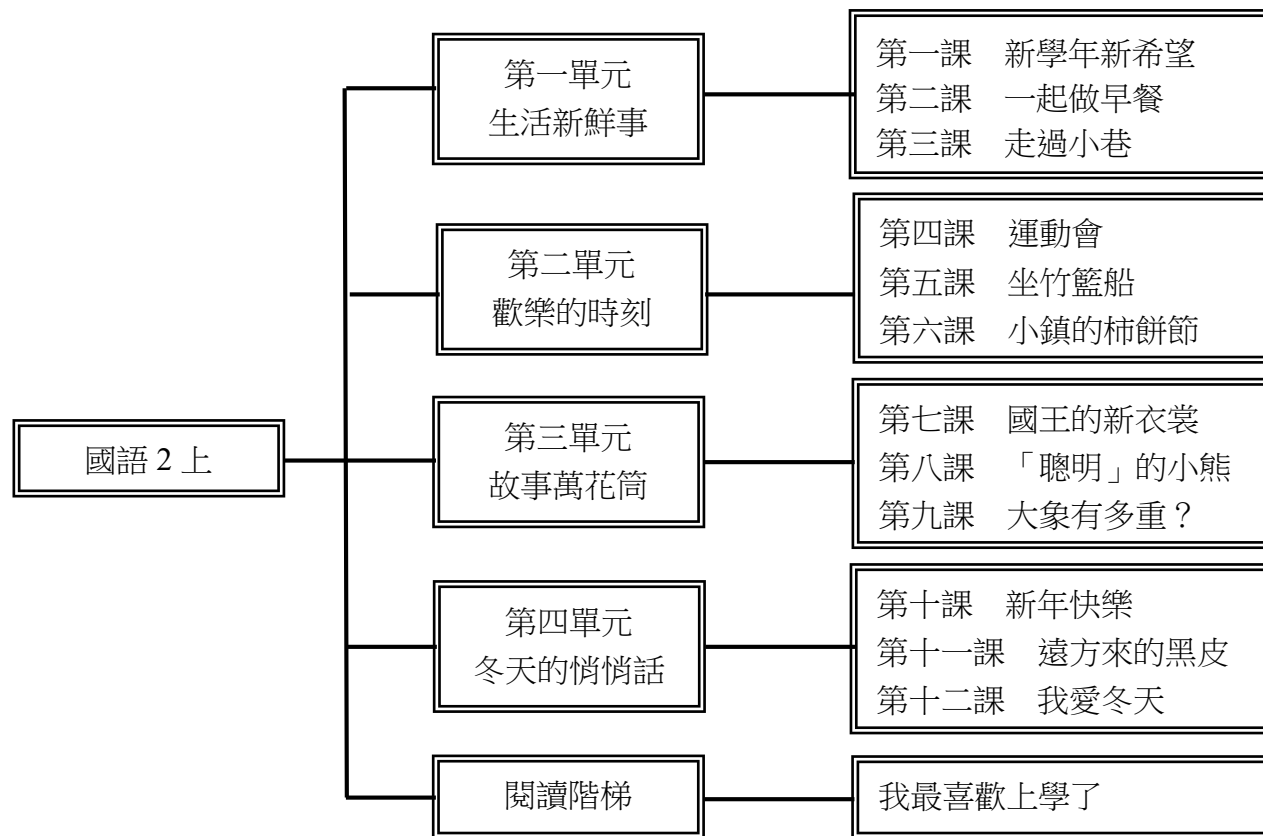 國語 2 上
第一單元
生活新鮮事
第一課 新學年新希望
第二課 一起做早餐
第三課 走過小巷
第二單元
歡樂的時刻
第四課 運動會
第五課 坐竹籃船
第六課 小鎮的柿餅節
第三單元
故事萬花筒
第七課 國王的新衣裳
第八課 「聰明」的小熊
第九課 大象有多重？
第四單元
冬天的悄悄話
第十課 新年快樂
第十一課 遠方來的黑皮
第十二課 我愛冬天
閱讀階梯
我最喜歡上學了